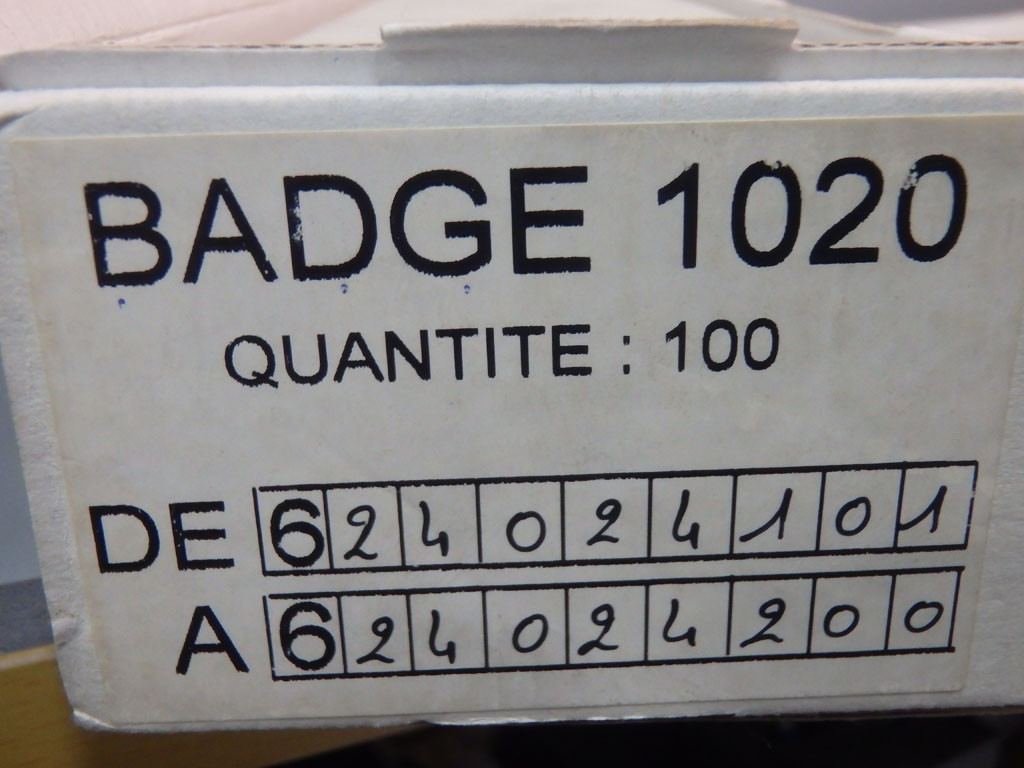 BADGE 1020
QUANTITE : 100
DE 624024101
A 624024200